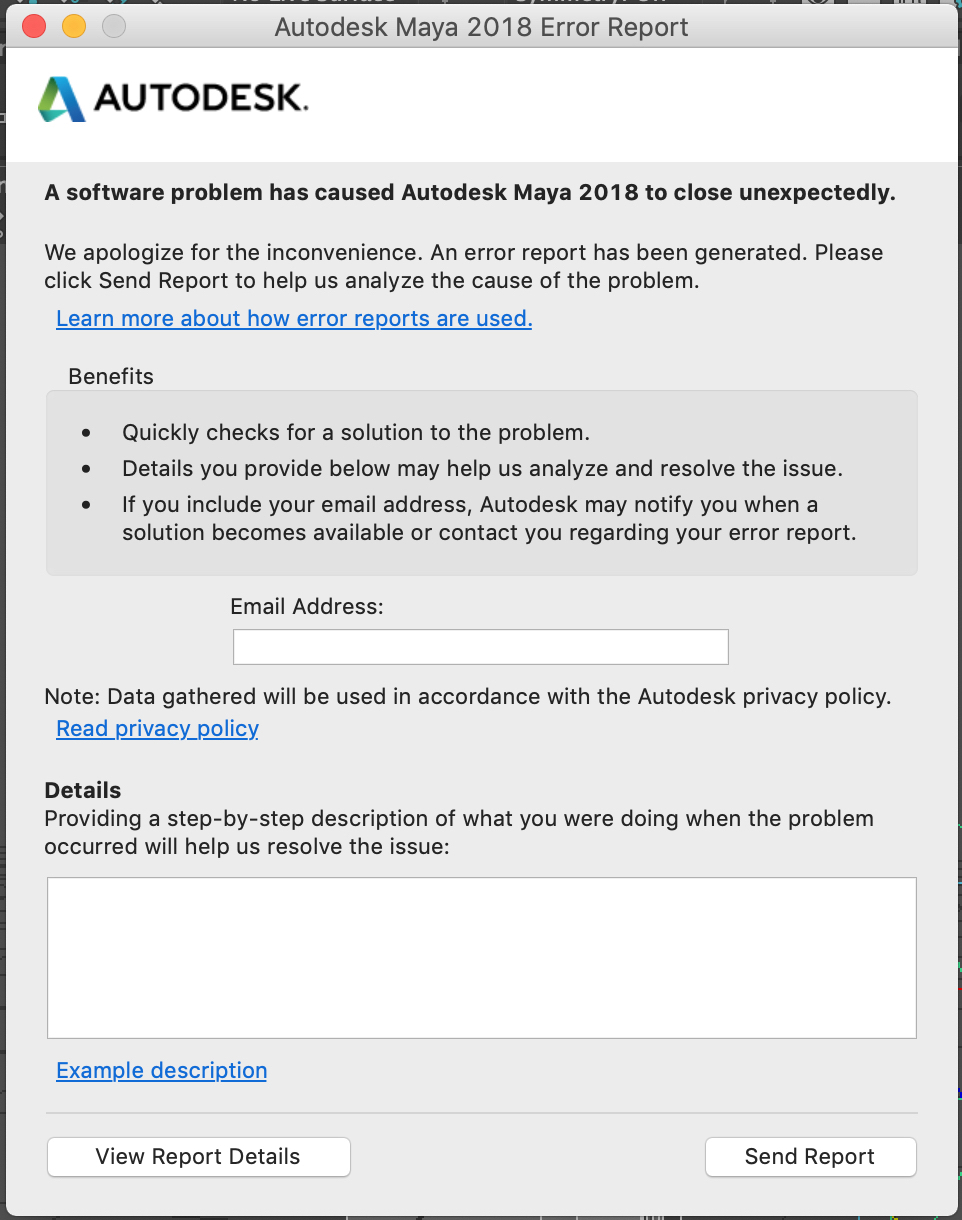 Autodesk Maya 2018 Error Report
AUTODESK.
A software problem has caused Autodesk Maya 2018 to close unexpectedly.
We apologize for the inconvenience. An error report has been generated. Please
click Send Report to help us analyze the cause of the problem.
Learn more about how error reports are used.
Benefits
• Quickly checks for a solution to the problem.
• Details you provide below may help us analyze and resolve the issue.
• If you include your email address, Autodesk may notify you when a
solution becomes available or contact you regarding your error report.
Email Address:
Note: Data gathered will be used in accordance with the Autodesk privacy policy.
Read privacy policy
Details
Providing a step-by-step description of what you were doing when the problem
occurred will help us resolve the issue:
Example description
View Report Details
Send Report